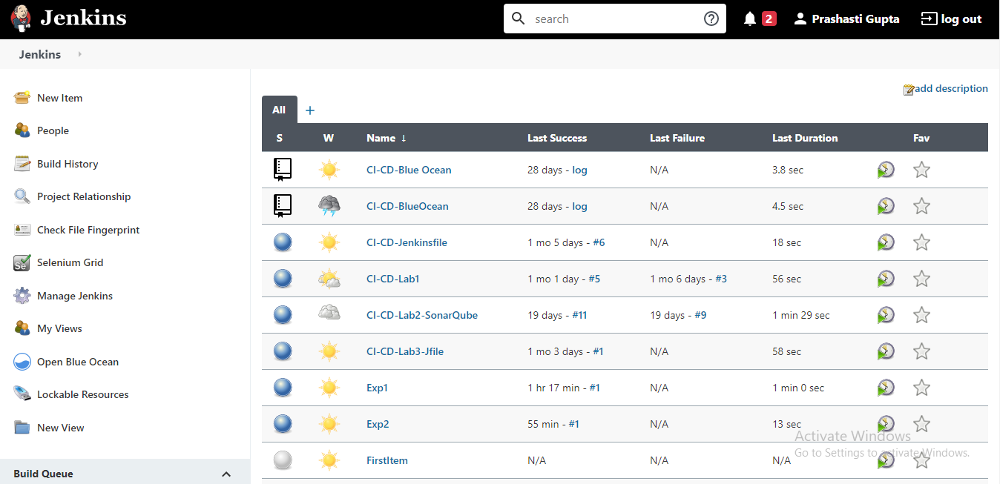 Jenkins
search
2
Prashasti Gupta
log out
Jenkins
New Item
People
Build History
Project Relationship
Check File Fingerprint
Se
Selenium Grid
Manage Jenkins
My Views
Open Blue Ocean
Lockable Resources
New View
Build Queue
add description
All +
S W Name ↓ Last Success Last Failure Last Duration Fav
CI-CD-Blue Ocean 28 days - log N/A 3.8 sec
CI-CD-BlueOcean 28 days - log N/A 4.5 sec
CI-CD-Jenkinsfile 1 mo 5 days - #6 N/A 18 sec
CI-CD-Lab1 1 mo 1 day - #5 1 mo 6 days - #3 56 sec
CI-CD-Lab2-SonarQube 19 days - #11 19 days - #9 1 min 29 sec
CI-CD-Lab3-Jfile 1 mo 3 days - #1 N/A 58 sec
Exp1 1 hr 17 min - #1 N/A 1 min 0 sec
Exp2 55 min - #1 N/A 13 sec
Activate Windows
Go to Settings to activate Windows.
FirstItem N/A N/A N/A